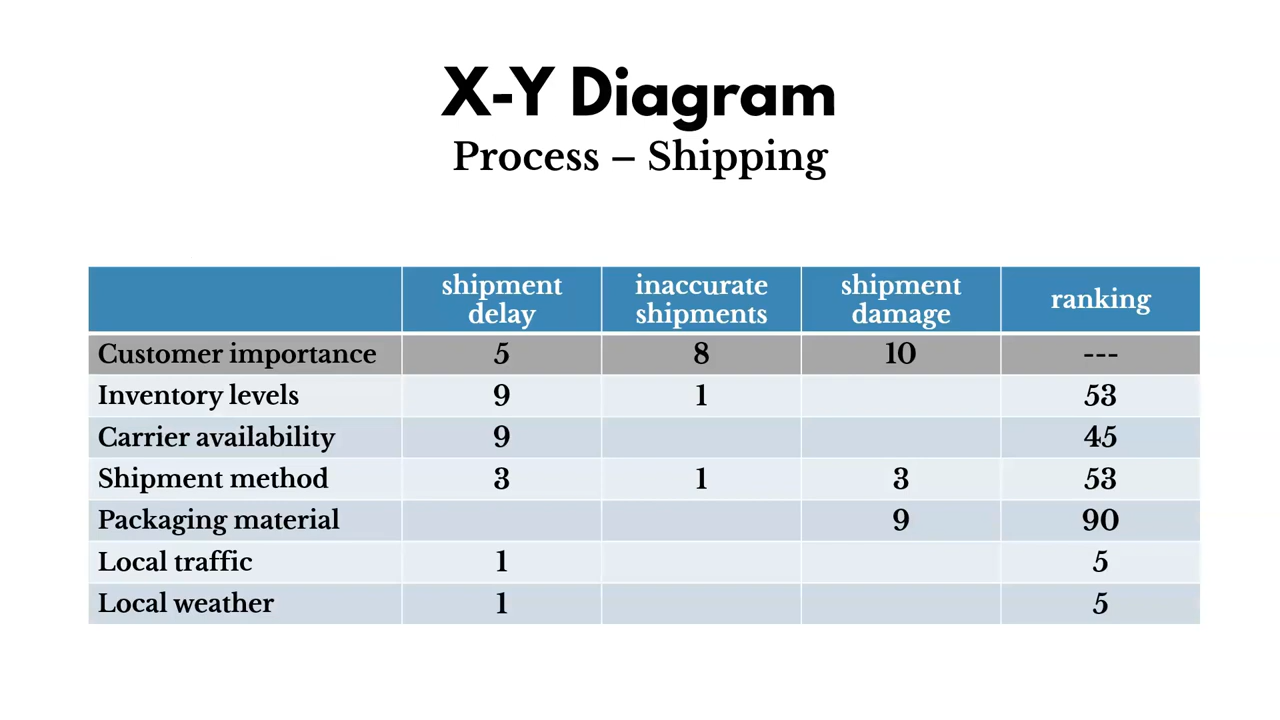 X-Y Diagram
Process – Shipping
shipment delay inaccurate shipments shipment damage ranking
Customer importance 5 8 10 ---
Inventory levels 9 1 53
Carrier availability 9 45
Shipment method 3 1 3 53
Packaging material 9 90
Local traffic 1 5
Local weather 1 5